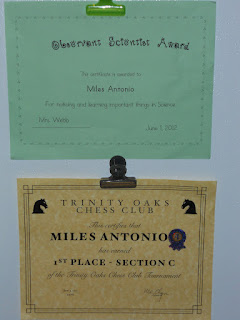 Observant Scientist Award
This certificate is awarded to
Miles Antonio
For noticing and learning important things in Science.
Mrs. Webb
June 1, 2012
TRINITY OAKS
CHESS CLUB
This certifies that
MILES ANTONIO
has earned
1ST PLACE - SECTION C
of the Trinity Oaks Chess Club Tournament